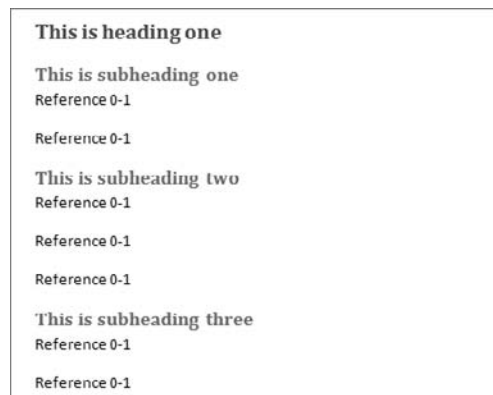 This is heading one
This is subheading one
Reference 0-1
Reference 0-1
This is subheading two
Reference 0-1
Reference 0-1
Reference 0-1
This is subheading three
Reference 0-1
Reference 0-1